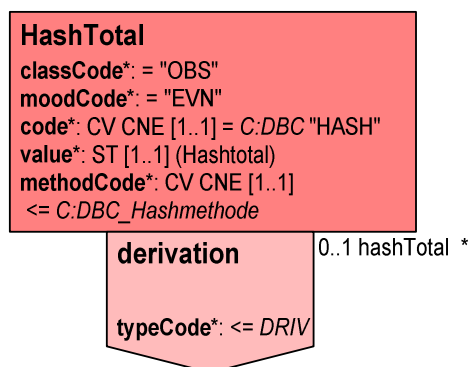 HashTotal
classCode*: = "OBS"
moodCode*: = "EVN"
code*: CV CNE [1..1] = C:DBC "HASH"
value*: ST [1..1] (Hashtotal)
methodCode*: CV CNE [1..1]
<= C:DBC_Hashmethode
derivation
0..1 hashTotal *
typeCode*: <= DRIV